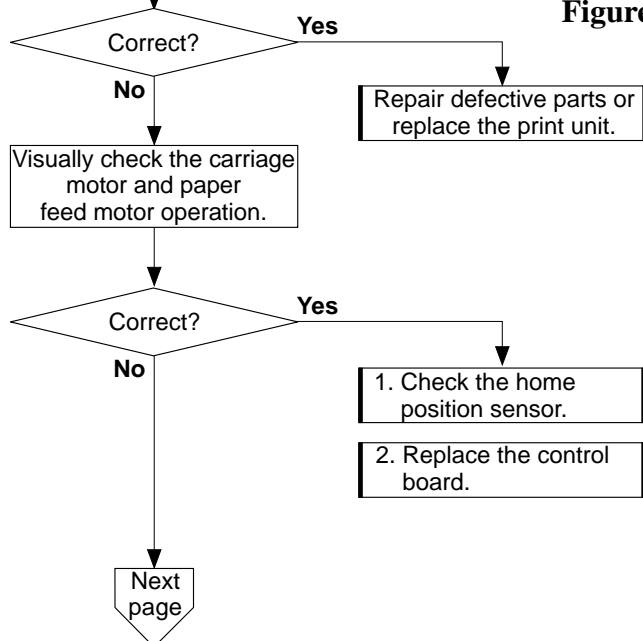 Figure
Correct?
Yes
No
Repair defective parts or
replace the print unit.
Visually check the carriage
motor and paper
feed motor operation.
Correct?
Yes
No
1. Check the home
position sensor.
2. Replace the control
board.
Next
page